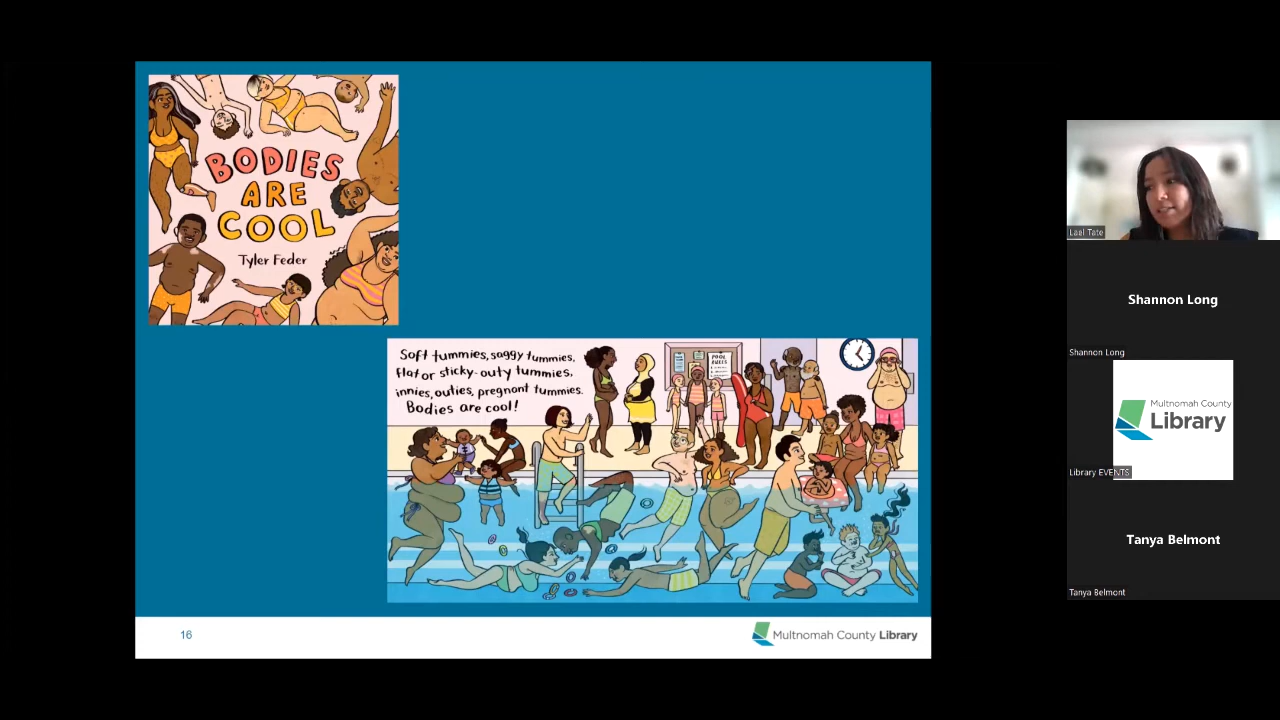 BODIES
ARE
COOL
Tyler Feder
Soft tummies, saggy tummies,
flat or sticky-outy tummies,
innies, outies, pregnant tummies.
Bodies are cool!
POOL
RULES
16
Multnomah County Library
Lael Tate
Shannon Long
Shannon Long
Multnomah County
Library
Library EVENTS
Tanya Belmont
Tanya Belmont